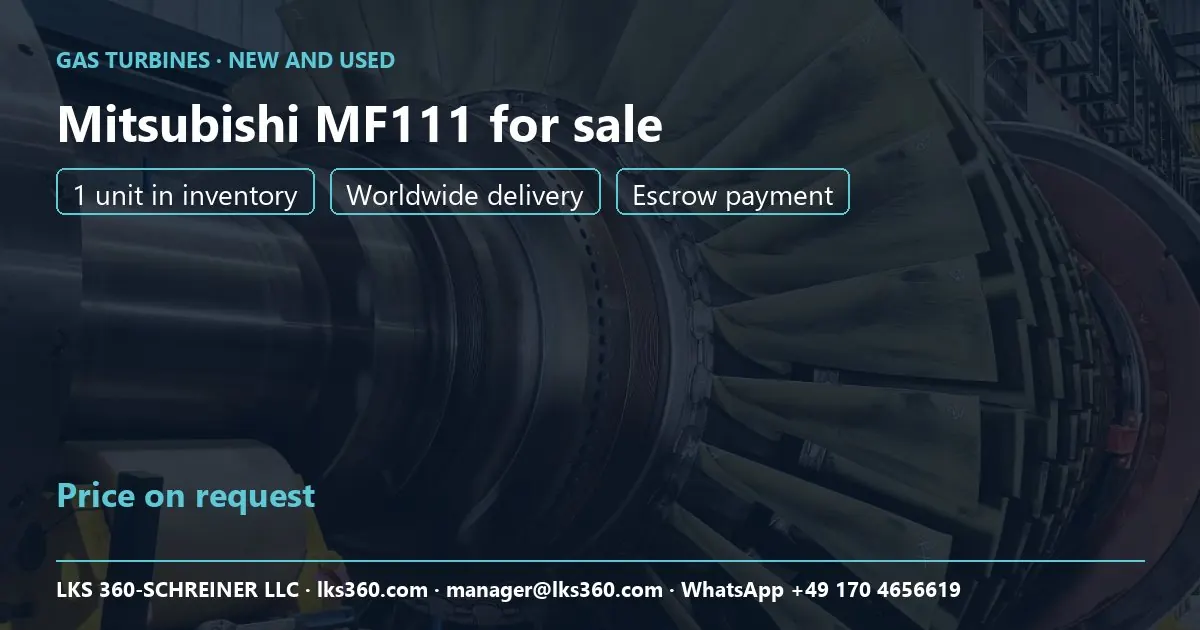 GAS TURBINES · NEW AND USED
Mitsubishi MF111 for sale
1 unit in inventory
Worldwide delivery
Escrow payment
Price on request
LKS 360-SCHREINER LLC · lks360.com · manager@lks360.com · WhatsApp +49 170 4656619